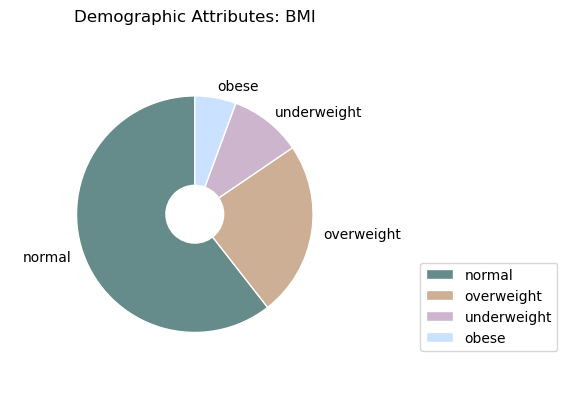 Demographic Attributes: BMI
obese
underweight
overweight
normal
normal
overweight
underweight
obese